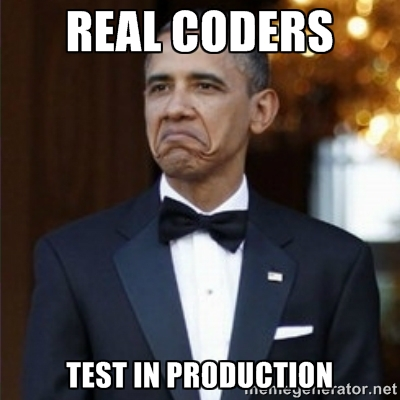 REAL CODERS
TEST IN PRODUCTION
memegenerator.net